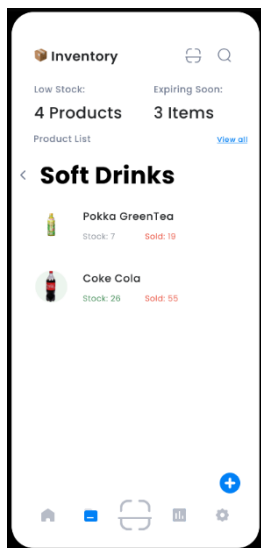 Inventory
Low Stock: Expiring Soon:
4 Products 3 Items
Product List View all
Soft Drinks
Pokka GreenTea
Stock: 7 Sold: 19
Coke Cola
Stock: 26 Sold: 55